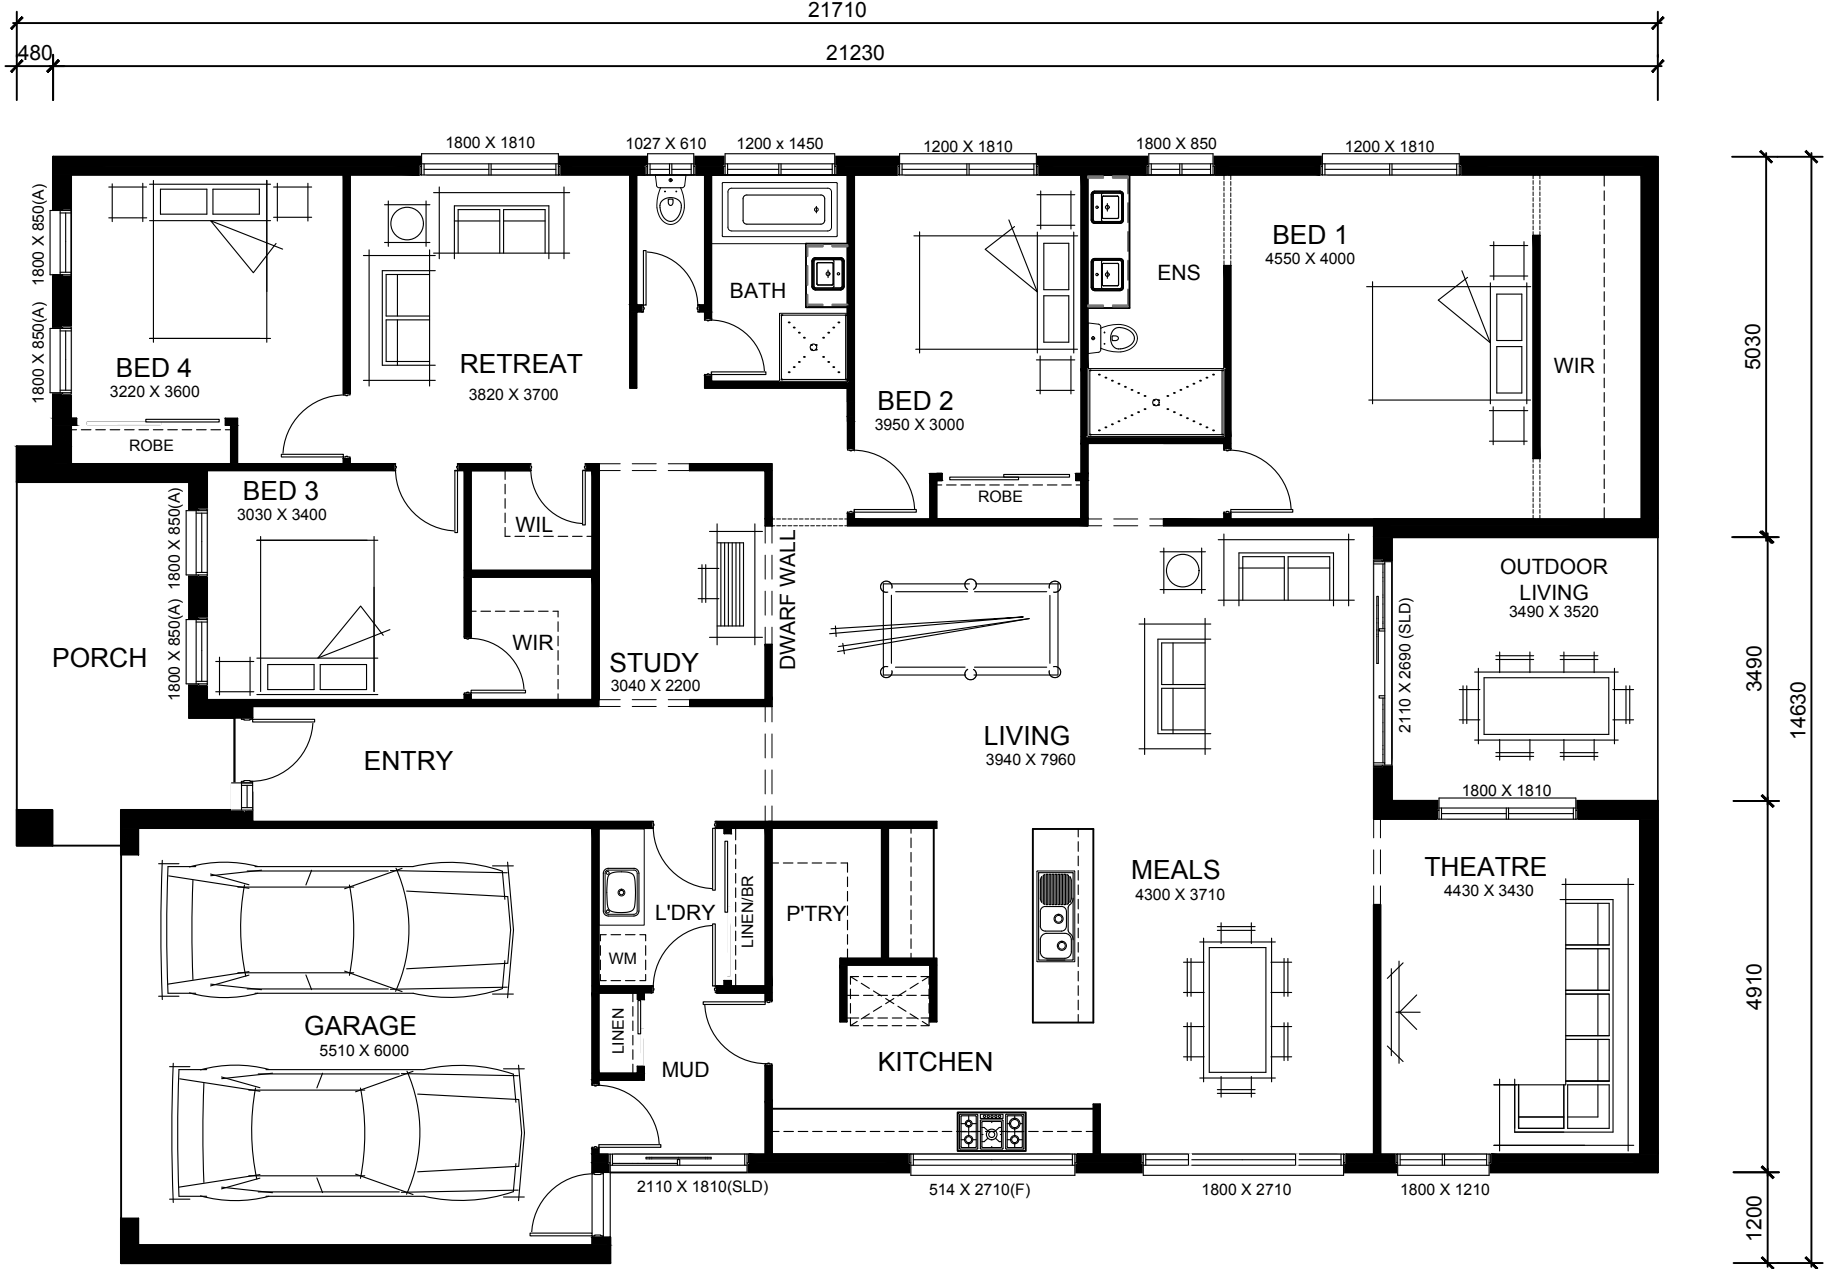 21710
480
21230
1800 X 1810
1027 X 610
1200 x 1450
1200 X 1810
1800 X 850
1200 X 1810
1800 X 850(A)
1800 X 850(A)
BED 4
3220 X 3600
ROBE
RETREAT
3820 X 3700
BATH
BED 2
3950 X 3000
ROBE
ENS
BED 1
4550 X 4000
WIR
5030
BED 3
3030 X 3400
1800 X 850(A)
1800 X 850(A)
WIL
WIR
STUDY
3040 X 2200
DWARF WALL
PORCH
ENTRY
LIVING
3940 X 7960
2110 X 2690 (SLD)
OUTDOOR
LIVING
3490 X 3520
1800 X 1810
3490
14630
GARAGE
5510 X 6000
L'DRY
WM
LINEN/BR
P'TRY
LINEN
MUD
KITCHEN
MEALS
4300 X 3710
THEATRE
4430 X 3430
4910
2110 X 1810(SLD)
514 X 2710(F)
1800 X 2710
1800 X 1210
1200